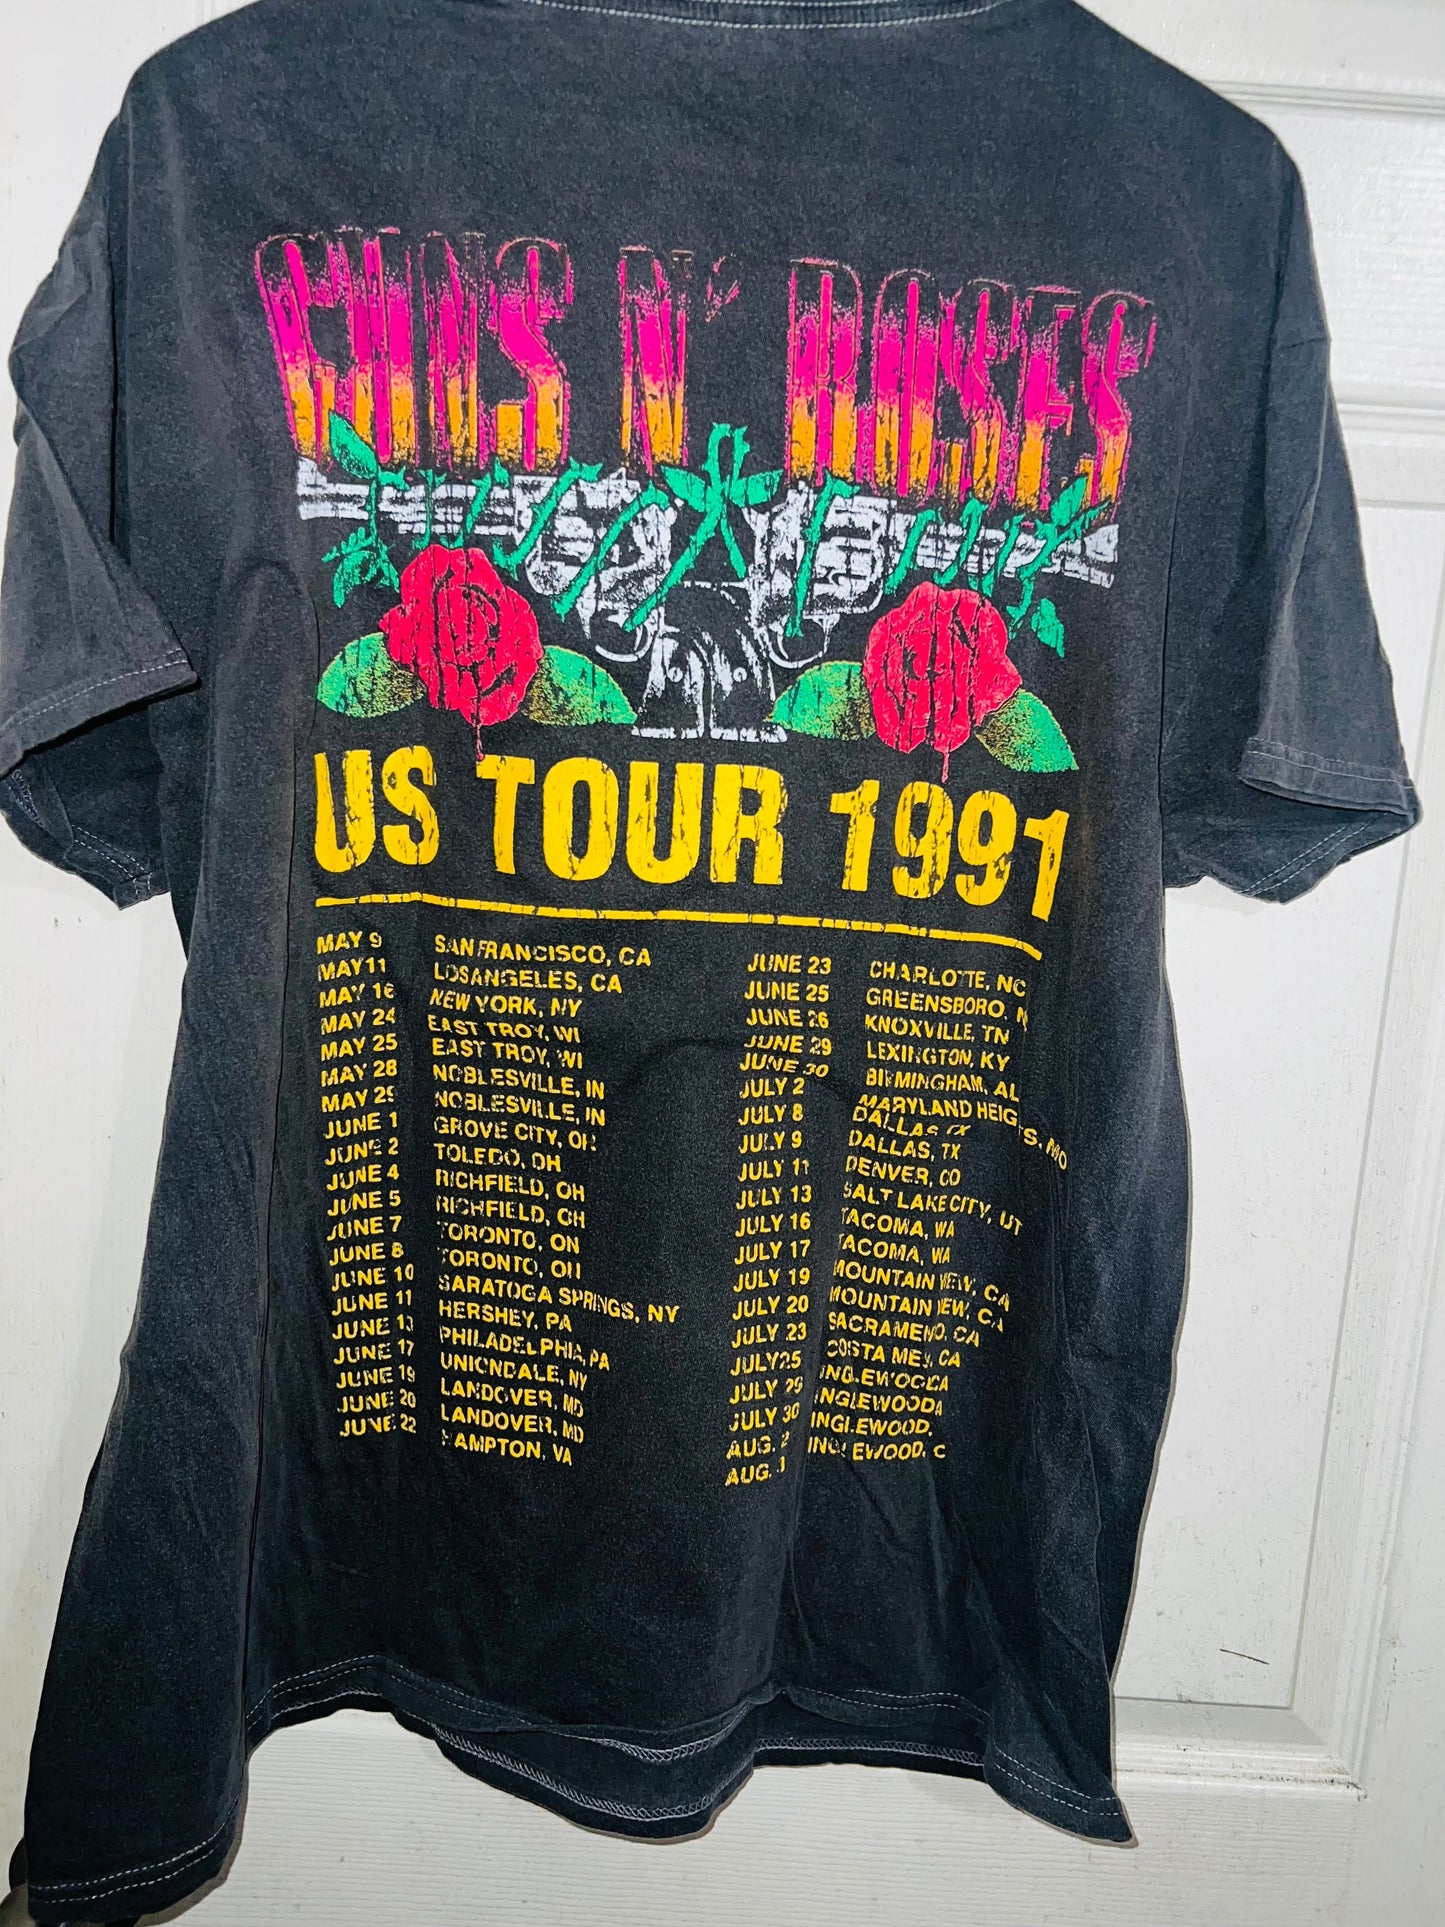 GUNS N' ROSES
US TOUR 1991
MAY 9 SAN FRANCISCO, CA
MAY 11 LOS ANGELES, CA
MAY 16 NEW YORK, NY
MAY 24 EAST TROY, WI
MAY 25 EAST TROY, WI
MAY 28 NOBLESVILLE, IN
MAY 29 NOBLESVILLE, IN
JUNE 1 GROVE CITY, OH
JUNE 2 TOLEDO, OH
JUNE 4 RICHFIELD, OH
JUNE 5 RICHFIELD, OH
JUNE 7 TORONTO, ON
JUNE 8 TORONTO, ON
JUNE 10 SARATOGA SPRINGS, NY
JUNE 11 HERSHEY, PA
JUNE 13 PHILADELPHIA, PA
JUNE 17 UNIONDALE, NY
JUNE 19 LANDOVER, MD
JUNE 20 LANDOVER, MD
JUNE 22 HAMPTON, VA
JUNE 23 CHARLOTTE, NC
JUNE 25 GREENSBORO, N
JUNE 26 KNOXVILLE, TN
JUNE 29 LEXINGTON, KY
JUNE 30 BIRMINGHAM, AL
JULY 2 MARYLAND HEIGHTS, MO
JULY 8 DALLAS, TX
JULY 9 DALLAS, TX
JULY 11 DENVER, CO
JULY 13 SALT LAKE CITY, UT
JULY 16 TACOMA, WA
JULY 17 TACOMA, WA
JULY 19 MOUNTAIN VIEW, CA
JULY 20 MOUNTAIN VIEW, CA
JULY 23 SACRAMENTO, CA
JULY 25 COSTA MESA, CA
JULY 29 INGLEWOOD, CA
JULY 30 INGLEWOOD, CA
AUG. 2 INGLEWOOD,
AUG. 3 INGLEWOOD, C